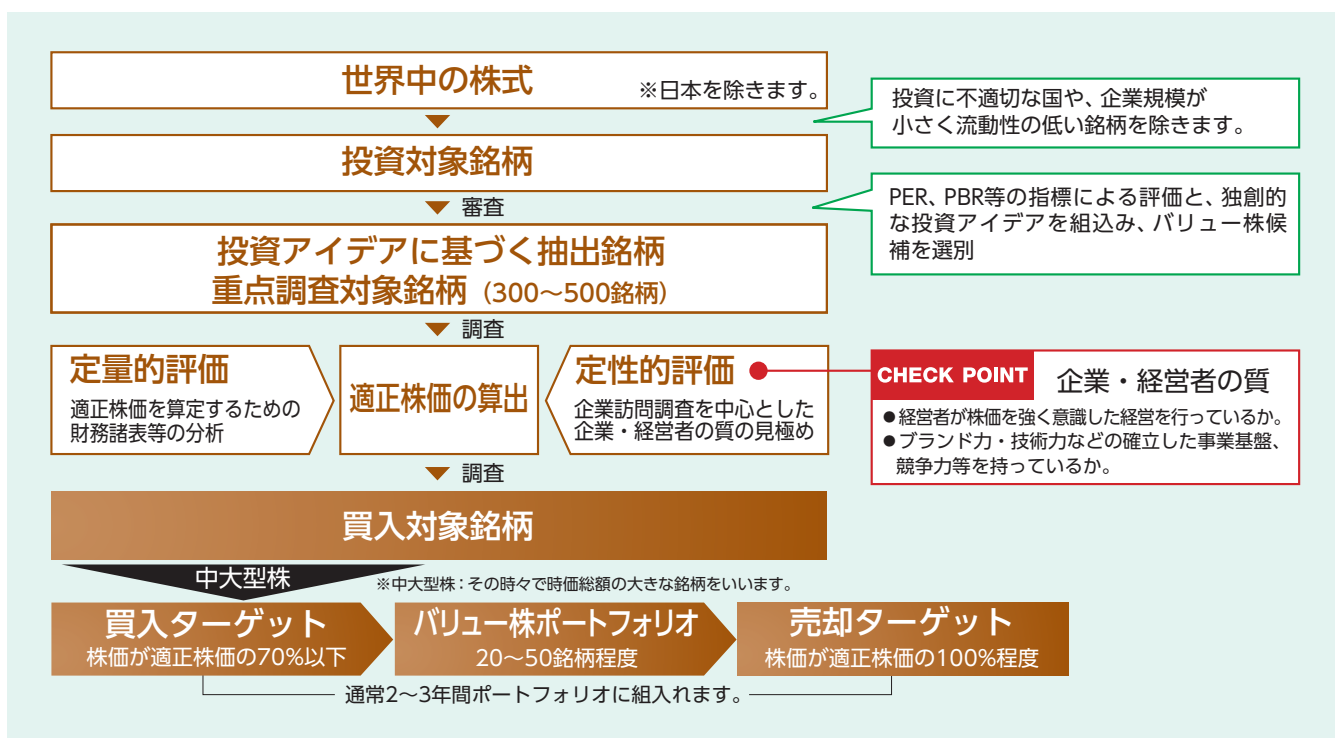 世界中の株式
※日本を除きます。
投資に不適切な国や、企業規模が
小さく流動性の低い銘柄を除きます。
投資対象銘柄
審査
PER、PBR等の指標による評価と、独創的
な投資アイデアを組込み、バリュー株候
補を選別
投資アイデアに基づく抽出銘柄
重点調査対象銘柄（300～500銘柄）
調査
定量的評価
適正株価を算定するための
財務諸表等の分析
適正株価の算出
定性的評価
企業訪問調査を中心とした
企業・経営者の質の見極め
CHECK POINT 企業・経営者の質
●経営者が株価を強く意識した経営を行っているか。
●ブランド力・技術力などの確立した事業基盤、
競争力等を持っているか。
調査
買入対象銘柄
中大型株
※中大型株：その時々で時価総額の大きな銘柄をいいます。
買入ターゲット
株価が適正株価の70%以下
バリュー株ポートフォリオ
20～50銘柄程度
売却ターゲット
株価が適正株価の100%程度
通常2～3年間ポートフォリオに組入れます。